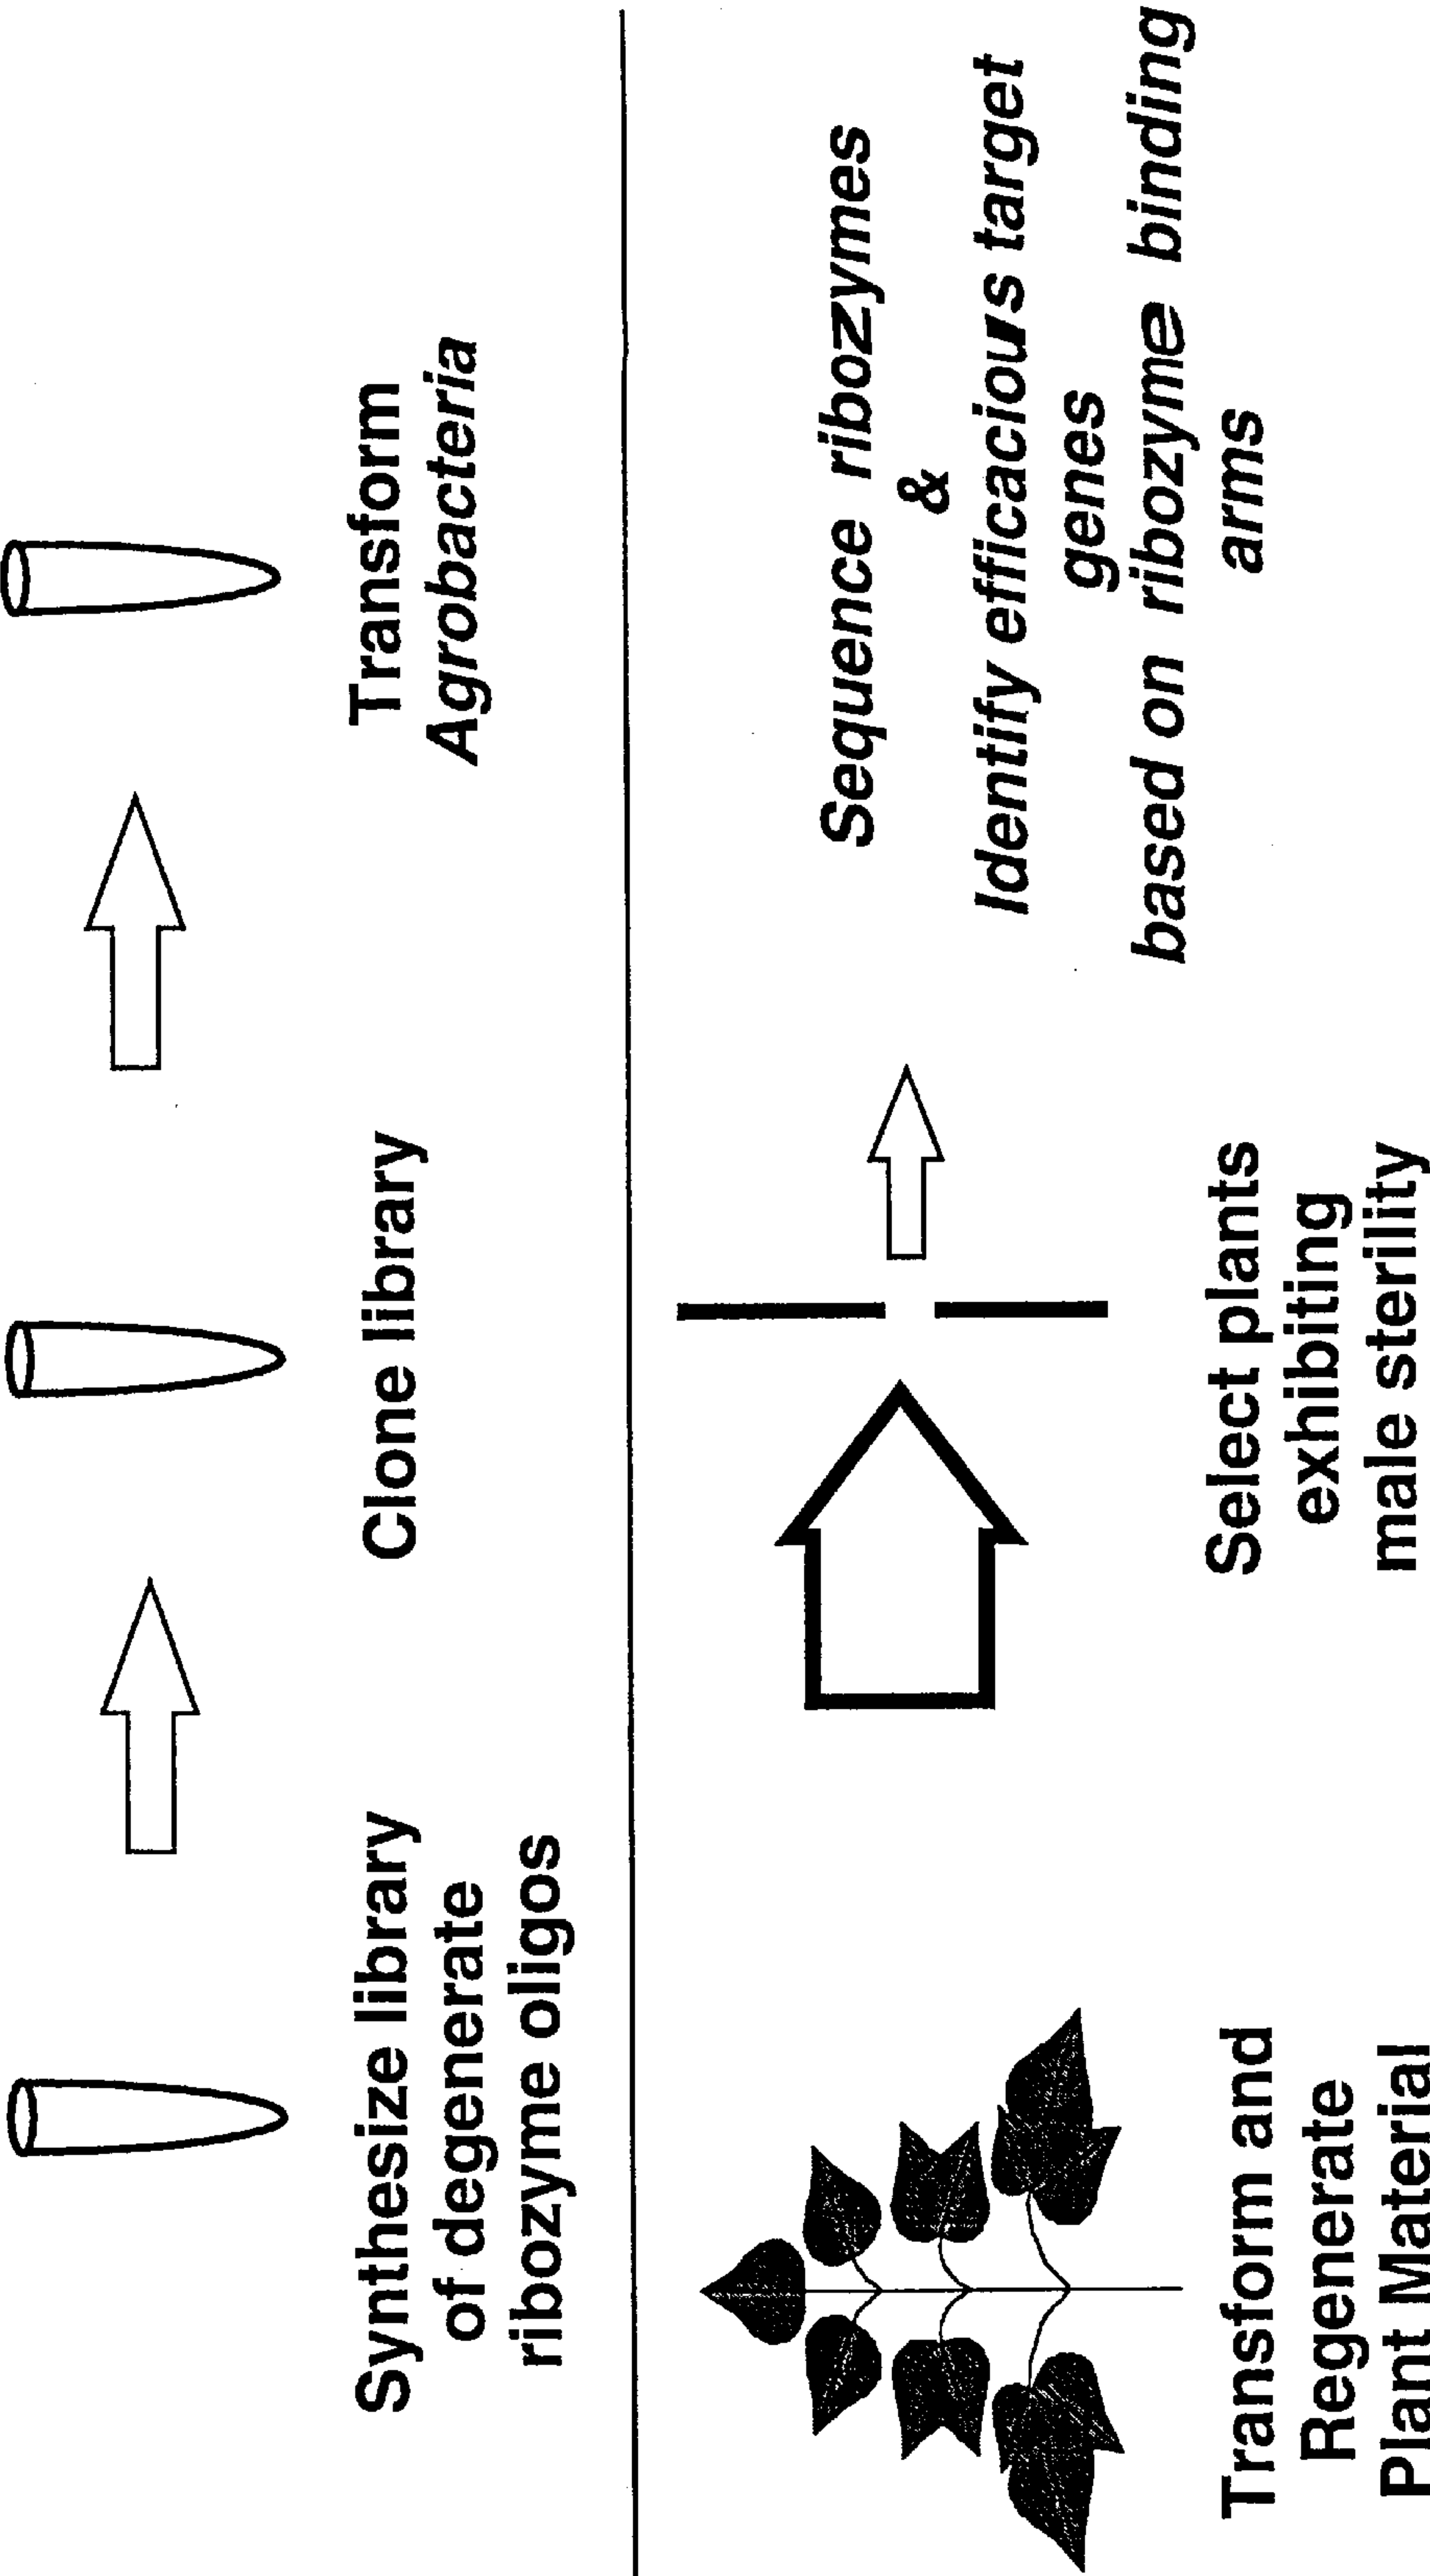 Synthesize library
of degenerate
ribozyme oligos
Clone library
Transform
Agrobacteria
Transform and
Regenerate
Plant Material
Select plants
exhibiting
male sterility
Sequence ribozymes
&
Identify efficacious target
genes
based on ribozyme binding
arms